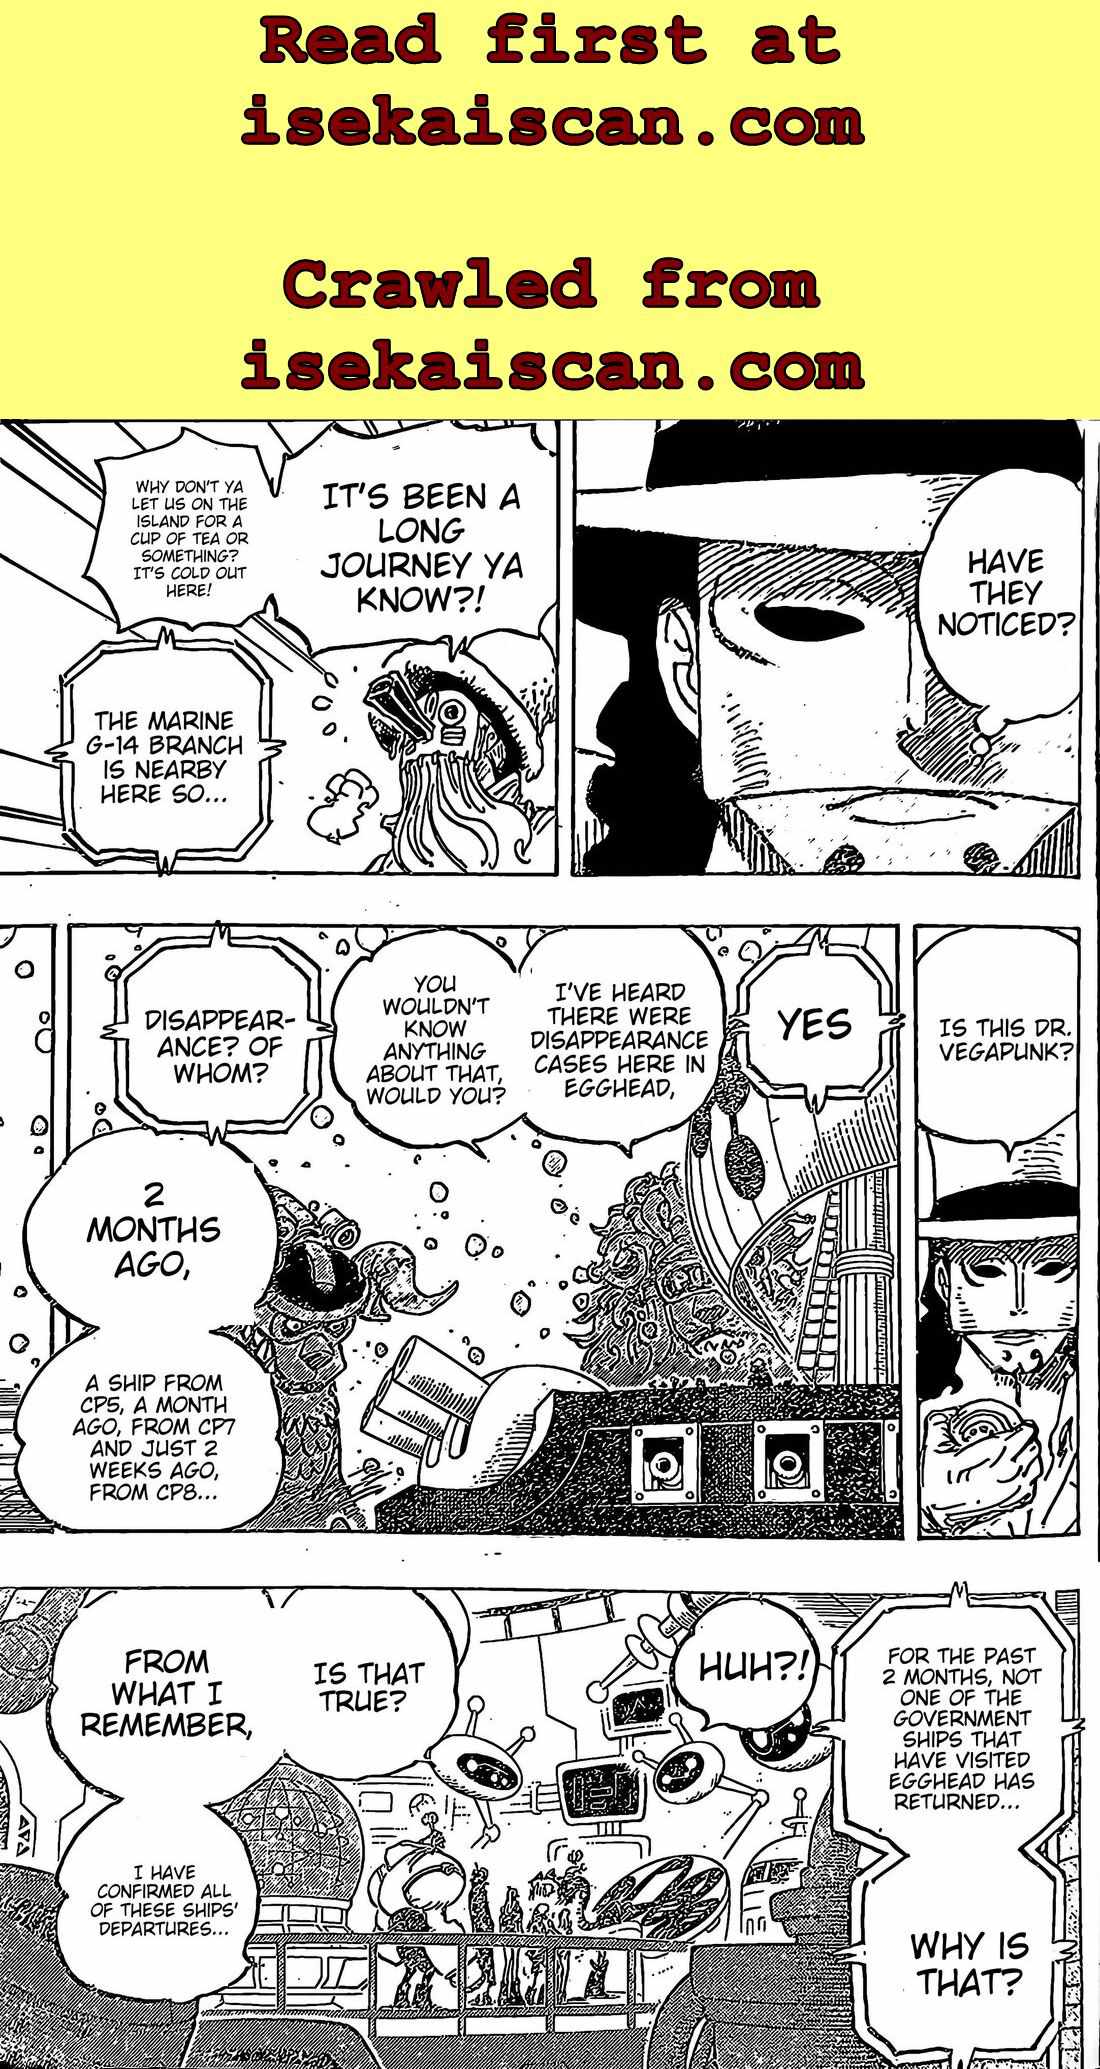 Read first at
isekaiscan.com
Crawled from
isekaiscan.com
HAVE
THEY
NOTICED?
IT'S BEEN A
LONG
JOURNEY YA
KNOW?!
WHY DON'T YA
LET US ON THE
ISLAND FOR A
CUP OF TEA OR
SOMETHING?
IT'S COLD OUT
HERE!
THE MARINE
G-14 BRANCH
IS NEARBY
HERE SO...
IS THIS DR.
VEGAPUNK?
YES
I'VE HEARD
THERE WERE
DISAPPEARANCE
CASES HERE IN
EGGHEAD,
YOU
WOULDN'T
KNOW
ANYTHING
ABOUT THAT,
WOULD YOU?
DISAPPEAR-
ANCE? OF
WHOM?
2
MONTHS
AGO,
A SHIP FROM
CP5, A MONTH
AGO, FROM CP7
AND JUST 2
WEEKS AGO,
FROM CP8...
FOR THE PAST
2 MONTHS, NOT
ONE OF THE
GOVERNMENT
SHIPS THAT
HAVE VISITED
EGGHEAD HAS
RETURNED...
WHY IS
THAT?
HUH?!
IS THAT
TRUE?
FROM
WHAT I
REMEMBER,
I HAVE
CONFIRMED ALL
OF THESE SHIPS'
DEPARTURES...